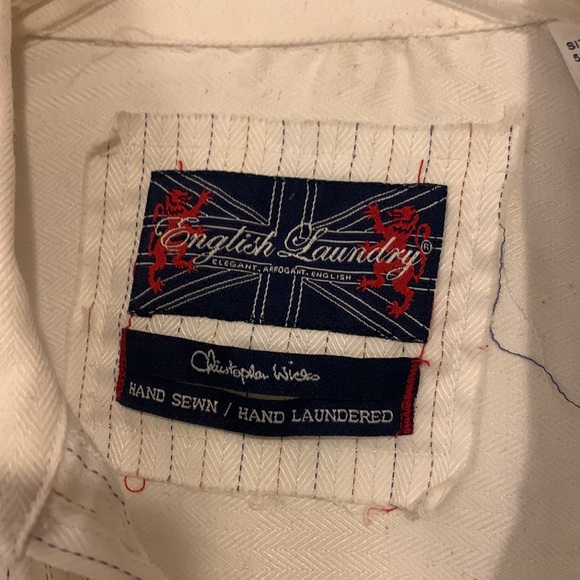 English Laundry®
ELEGANT. ARROGANT. ENGLISH
Christopher Wicks
HAND SEWN / HAND LAUNDERED